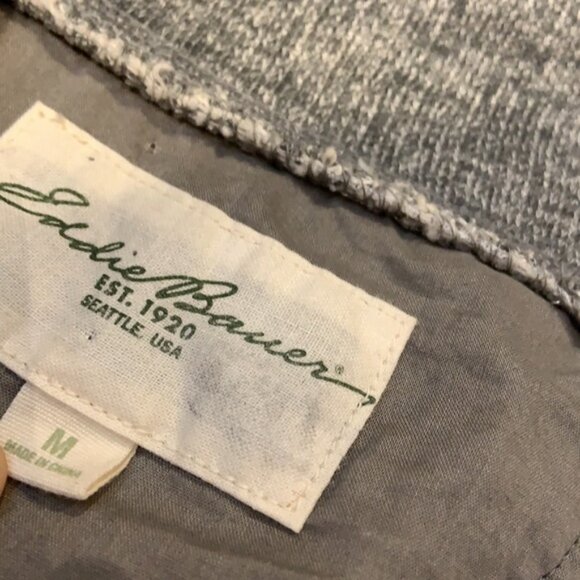 Eddie Bauer®
EST. 1920
SEATTLE, USA
M
MADE IN CHINA